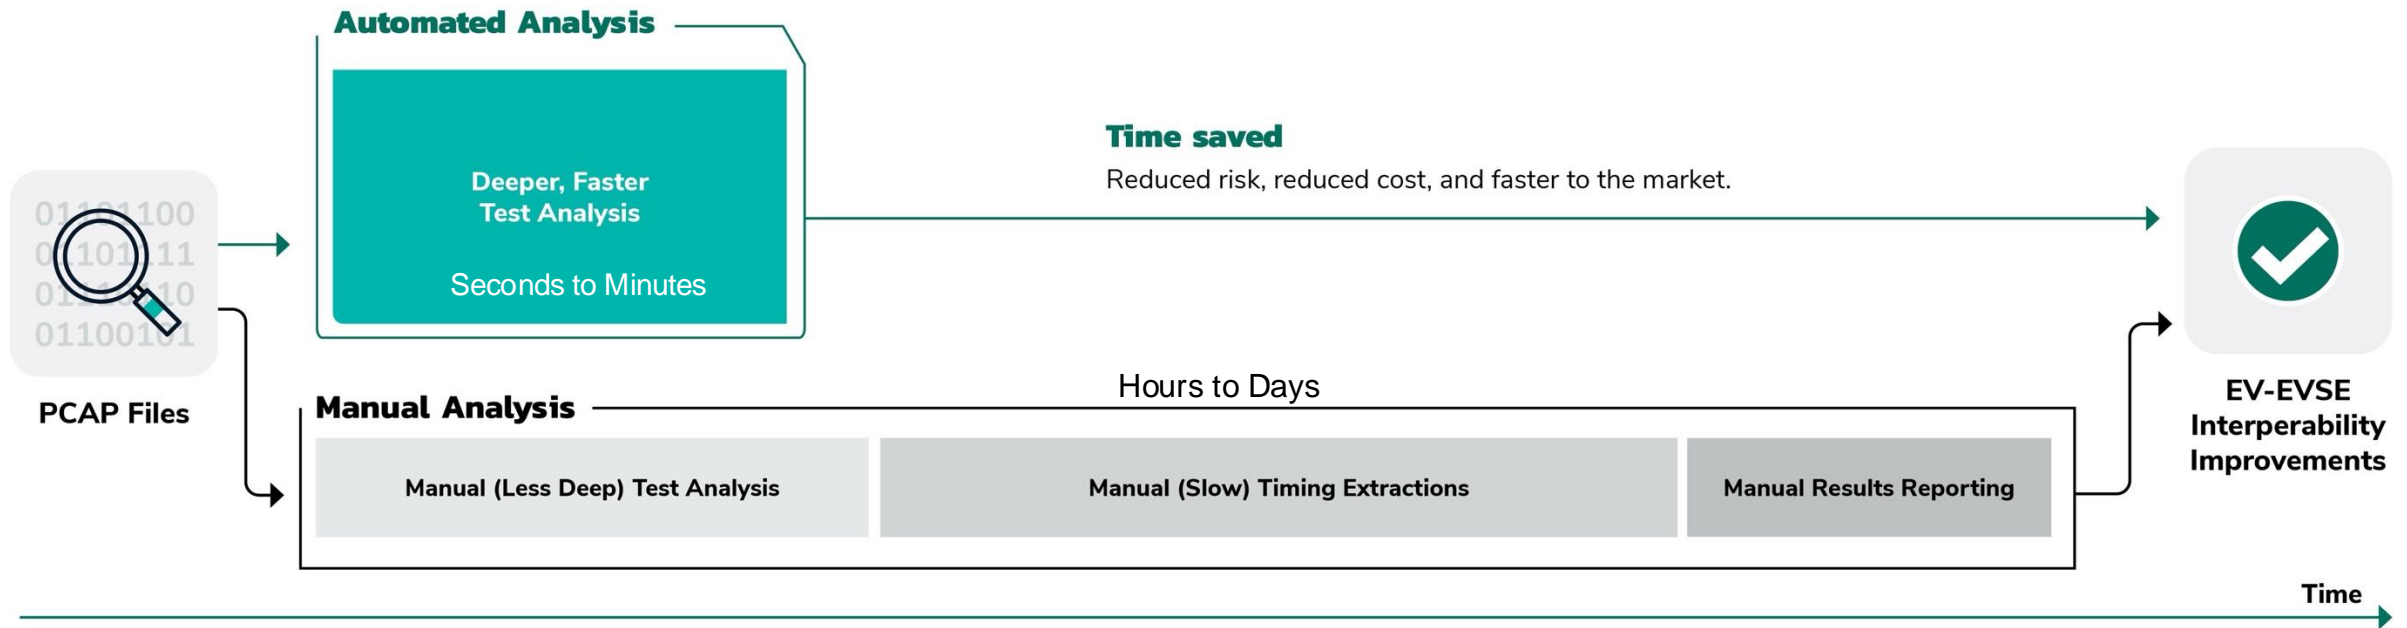 Automated Analysis
Deeper, Faster
Test Analysis
Seconds to Minutes
Time saved
Reduced risk, reduced cost, and faster to the market.
PCAP Files
Hours to Days
Manual Analysis
Manual (Less Deep) Test Analysis
Manual (Slow) Timing Extractions
Manual Results Reporting
EV-EVSE
Interperability
Improvements
Time